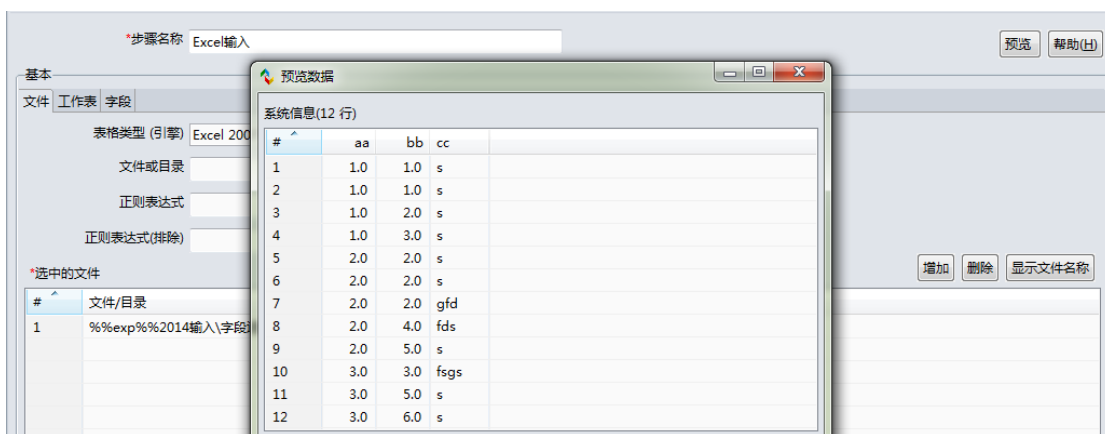 *步骤名称 Excel输入 预览 帮助(H)
基本
文件 工作表 字段
表格类型 (引擎) Excel 200
文件或目录
正则表达式
正则表达式(排除)
*选中的文件 增加 删除 显示文件名称
# 文件/目录
1 %%exp%%2014输入\字段
预览数据
系统信息(12 行)
# aa bb cc
1 1.0 1.0 s
2 1.0 1.0 s
3 1.0 2.0 s
4 1.0 3.0 s
5 2.0 2.0 s
6 2.0 2.0 s
7 2.0 2.0 gfd
8 2.0 4.0 fds
9 2.0 5.0 s
10 3.0 3.0 fsgs
11 3.0 5.0 s
12 3.0 6.0 s